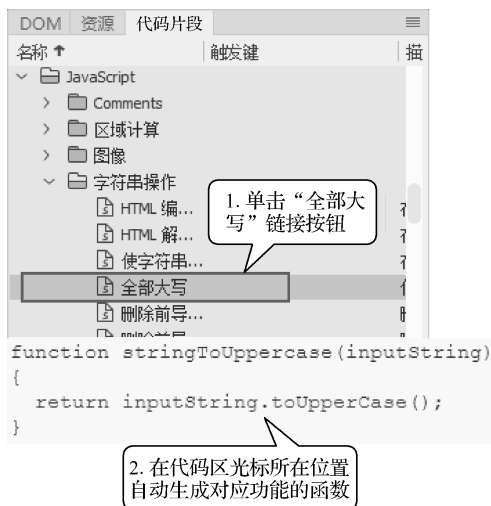 DOM 资源 代码片段
名称 触发键 描
JavaScript
Comments
区域计算
图像
字符串操作
HTML 编...
HTML 解...
使字符串...
全部大写
删除前导...
1. 单击“全部大
写”链接按钮
function stringToUppercase(inputString)
{
return inputString.toUpperCase();
}
2. 在代码区光标所在位置
自动生成对应功能的函数